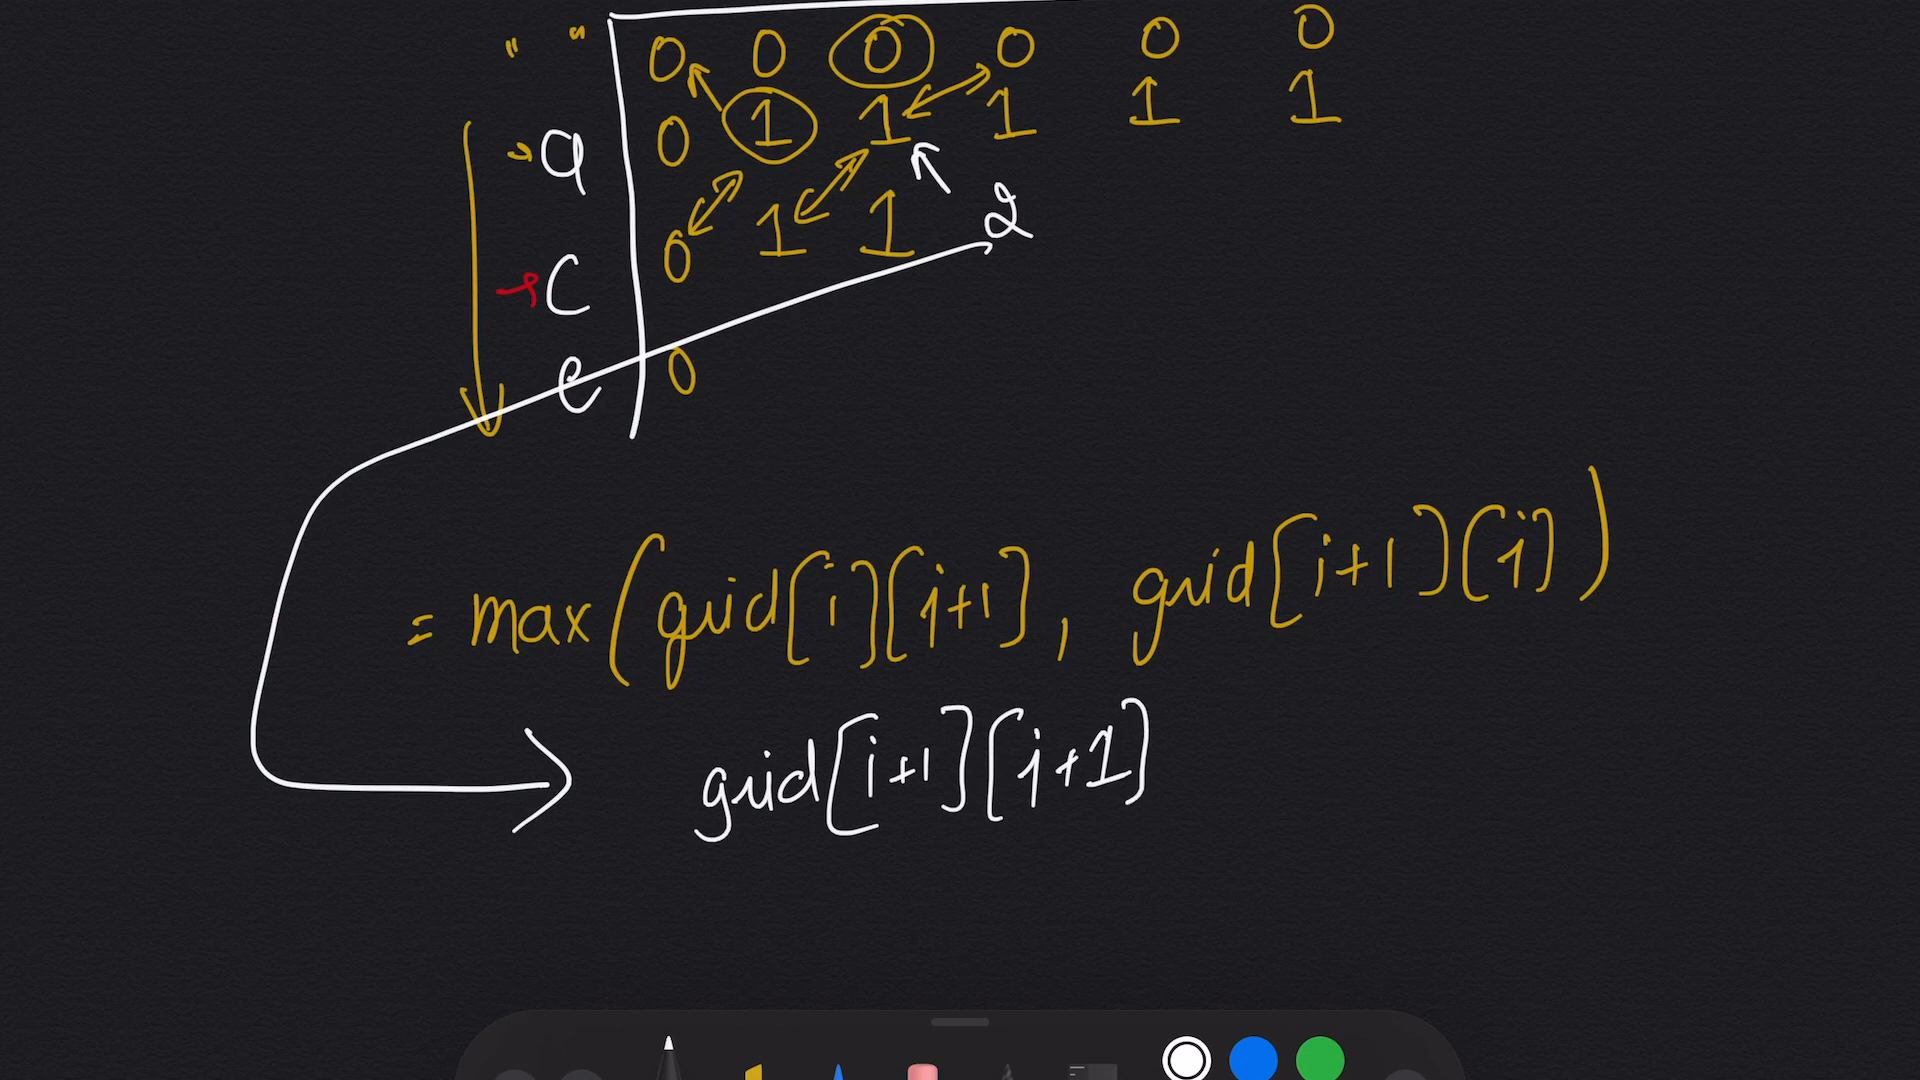 " " 0 0 0 0 0 0
a 0 1 1 1 1 1
c 0 1 1 2
e 0
= max(grid[i][j+1], grid[i+1][j])
grid[i+1][j+1]